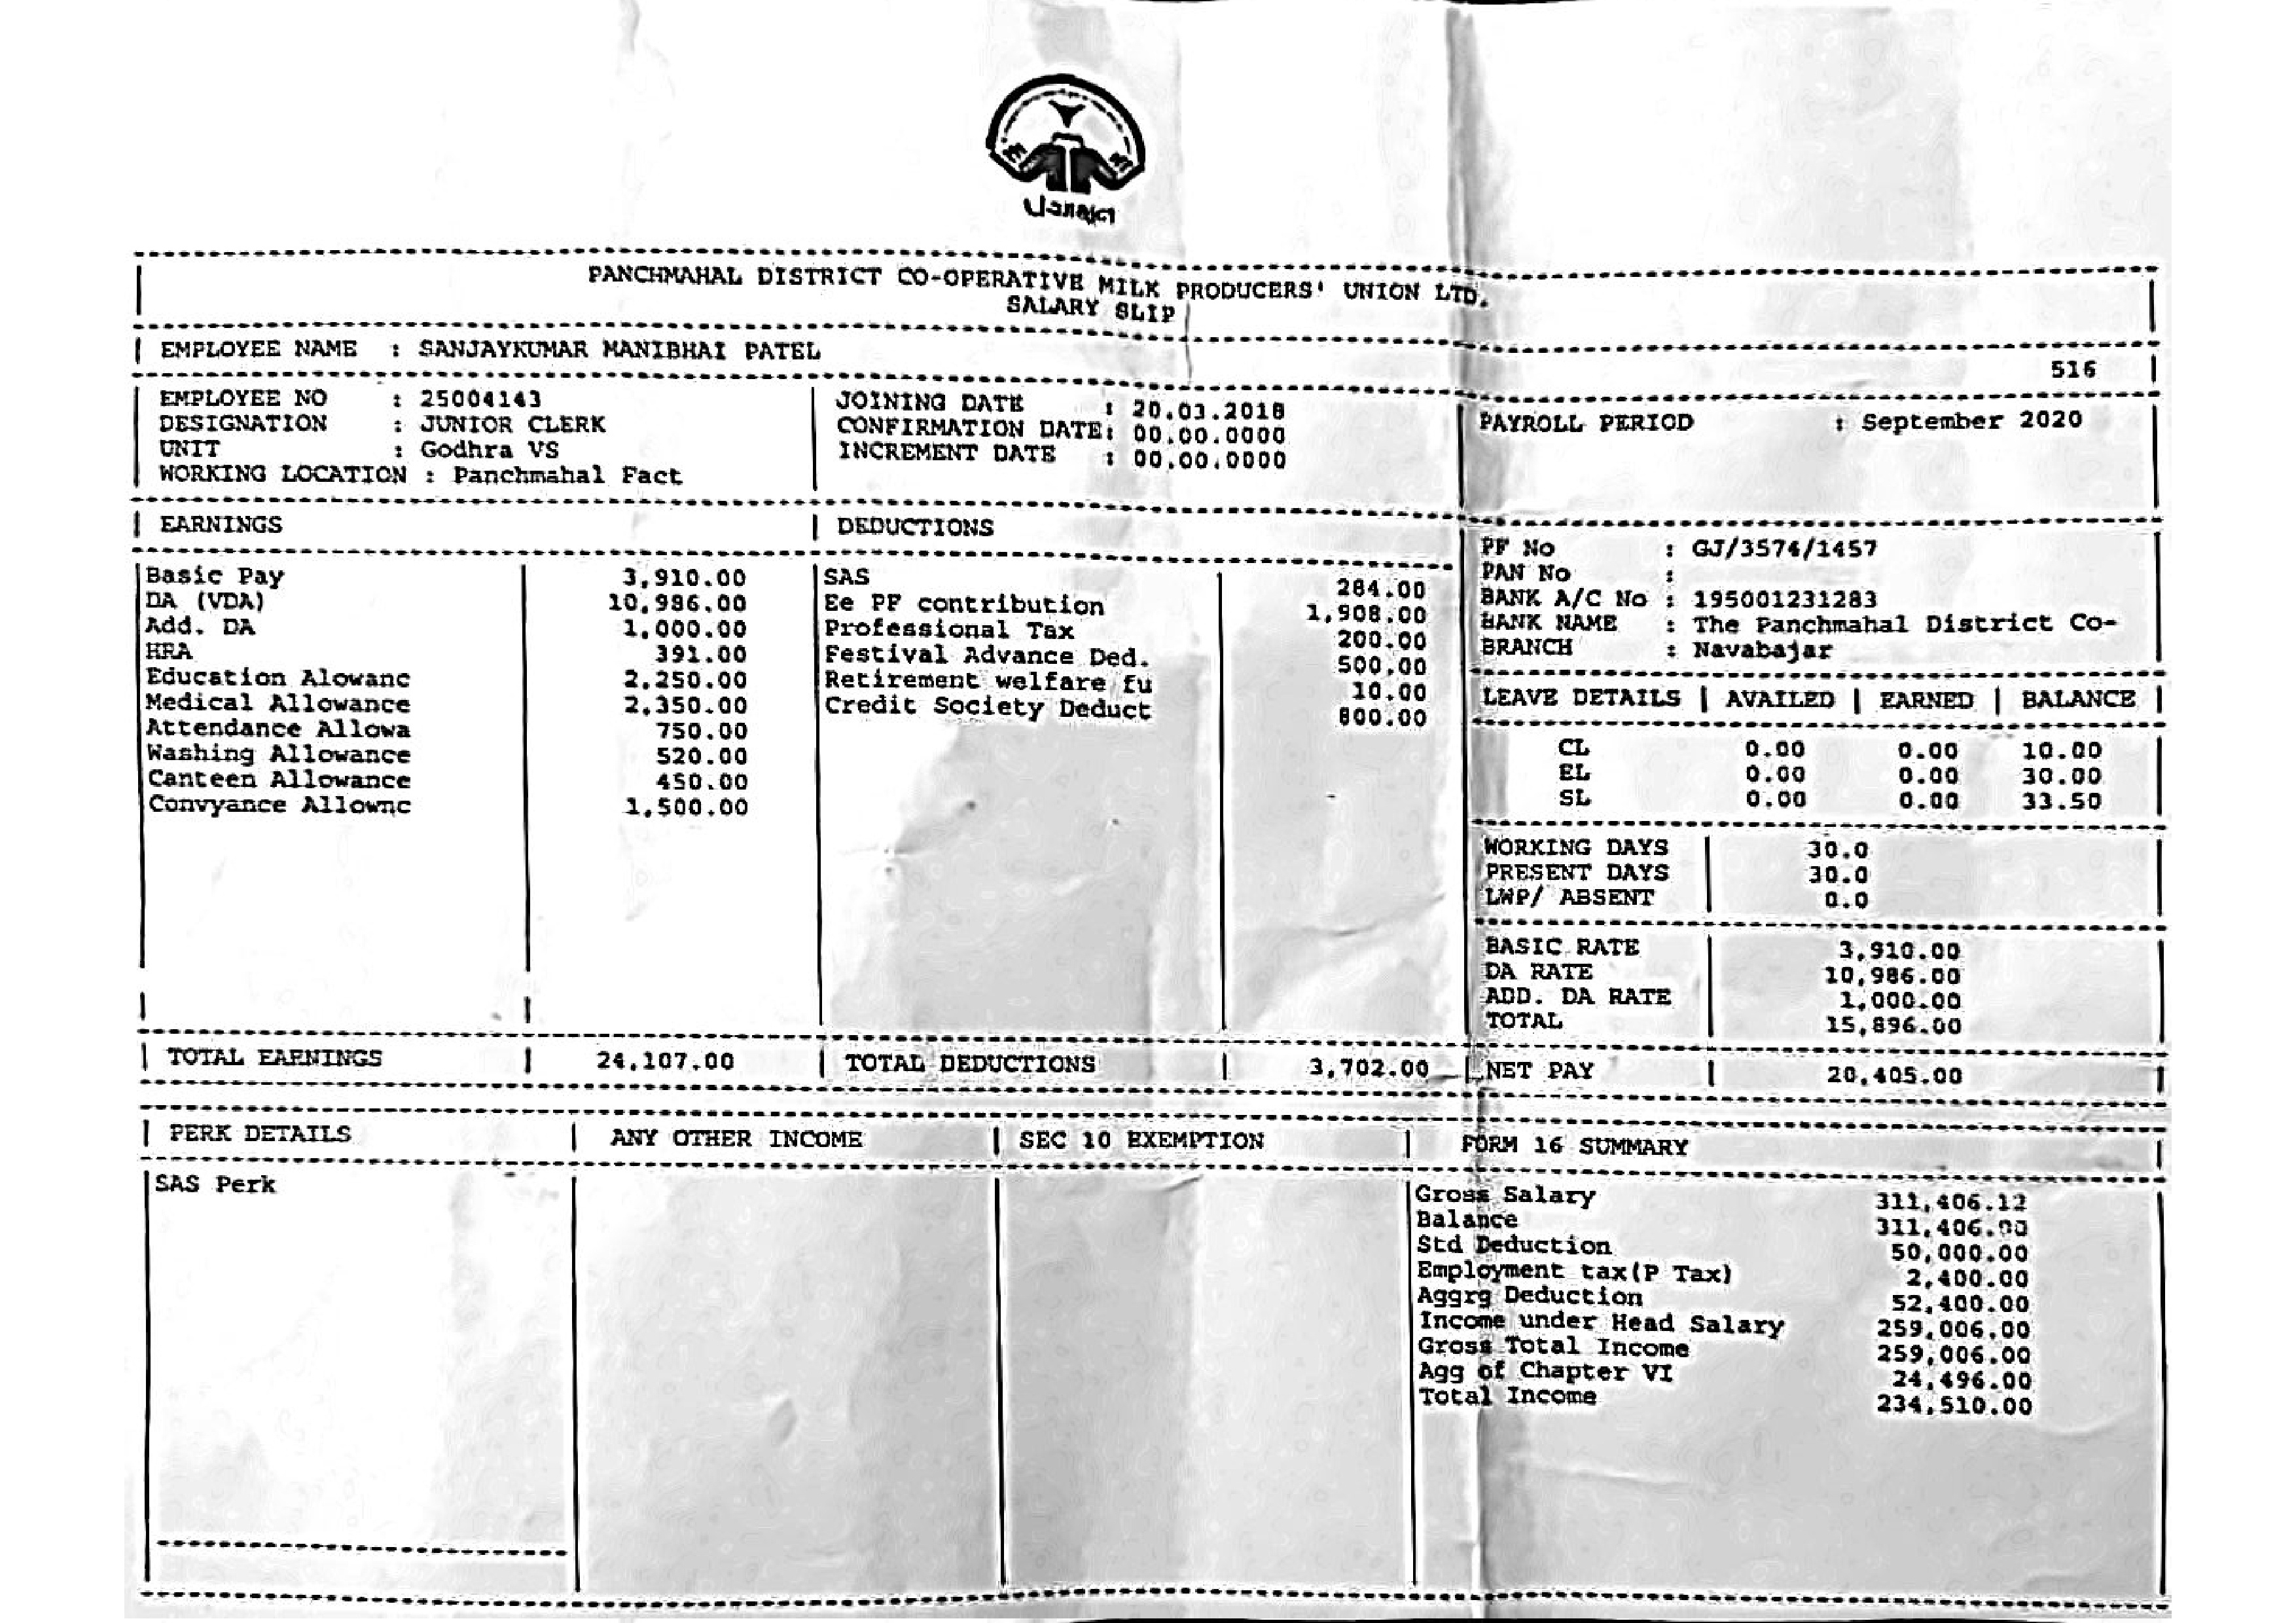 પંચામૃત
PANCHMAHAL DISTRICT CO-OPERATIVE MILK PRODUCERS' UNION LTD.
SALARY SLIP
EMPLOYEE NAME : SANJAYKUMAR MANIBHAI PATEL
516
EMPLOYEE NO : 25004143
DESIGNATION : JUNIOR CLERK
UNIT : Godhra VS
WORKING LOCATION : Panchmahal Fact
JOINING DATE : 20.03.2018
CONFIRMATION DATE: 00.00.0000
INCREMENT DATE : 00.00.0000
PAYROLL PERIOD : September 2020
EARNINGS
Basic Pay 3,910.00
DA (VDA) 10,986.00
Add. DA 1,000.00
HRA 391.00
Education Alowanc 2,250.00
Medical Allowance 2,350.00
Attendance Allowa 750.00
Washing Allowance 520.00
Canteen Allowance 450.00
Convyance Allownc 1,500.00
TOTAL EARNINGS 24,107.00
DEDUCTIONS
SAS 284.00
Ee PF contribution 1,908.00
Professional Tax 200.00
Festival Advance Ded. 500.00
Retirement welfare fu 10.00
Credit Society Deduct 800.00
TOTAL DEDUCTIONS 3,702.00
PF No : GJ/3574/1457
PAN No :
BANK A/C No : 195001231283
BANK NAME : The Panchmahal District Co-
BRANCH : Navabajar
LEAVE DETAILS | AVAILED | EARNED | BALANCE
CL 0.00 0.00 10.00
EL 0.00 0.00 30.00
SL 0.00 0.00 33.50
WORKING DAYS 30.0
PRESENT DAYS 30.0
LWP/ ABSENT 0.0
BASIC RATE 3,910.00
DA RATE 10,986.00
ADD. DA RATE 1,000.00
TOTAL 15,896.00
NET PAY 20,405.00
PERK DETAILS | ANY OTHER INCOME | SEC 10 EXEMPTION | FORM 16 SUMMARY
SAS Perk
Gross Salary 311,406.12
Balance 311,406.00
Std Deduction 50,000.00
Employment tax(P Tax) 2,400.00
Aggrg Deduction 52,400.00
Income under Head Salary 259,006.00
Gross Total Income 259,006.00
Agg of Chapter VI 24,496.00
Total Income 234,510.00